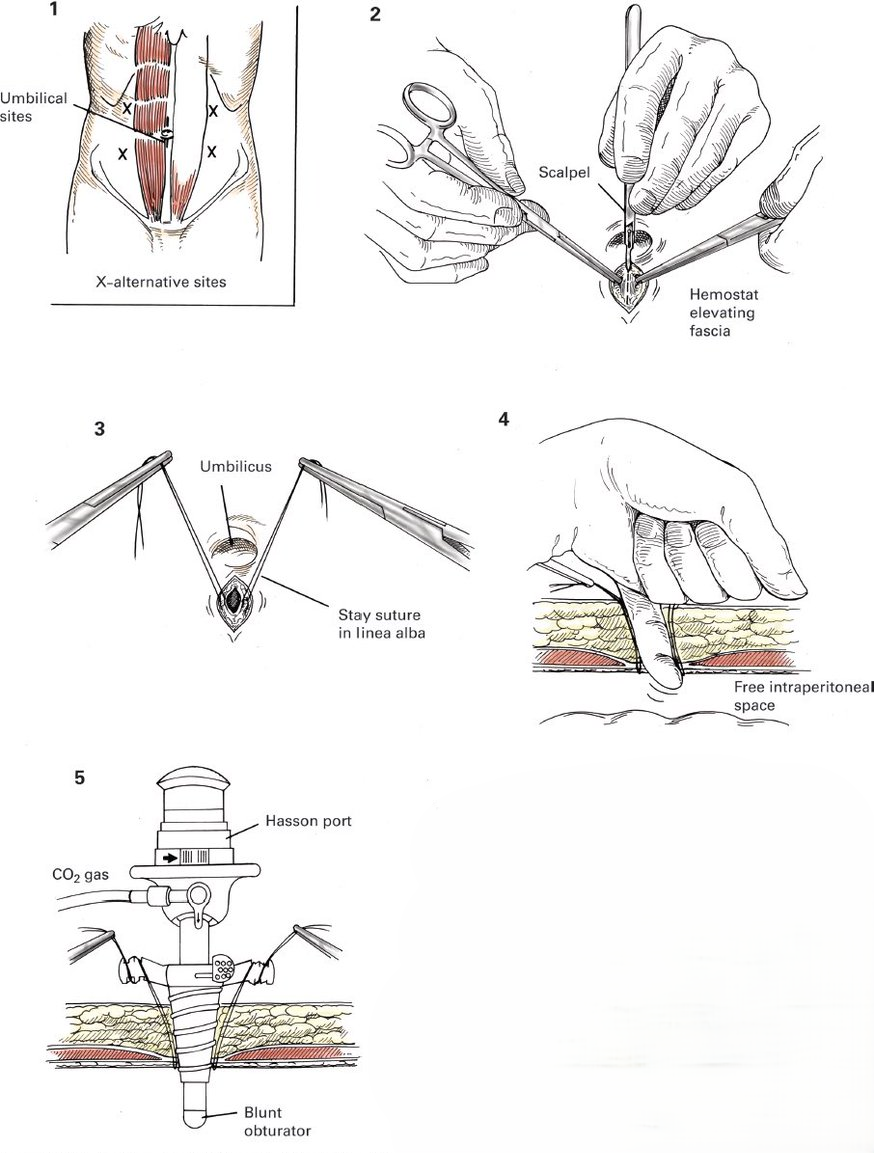 1
Umbilical
sites
X
X
X
X
X-alternative sites
2
Scalpel
Hemostat
elevating
fascia
3
Umbilicus
Stay suture
in linea alba
4
Free intraperitoneal
space
5
Hasson port
CO₂ gas
Blunt
obturator